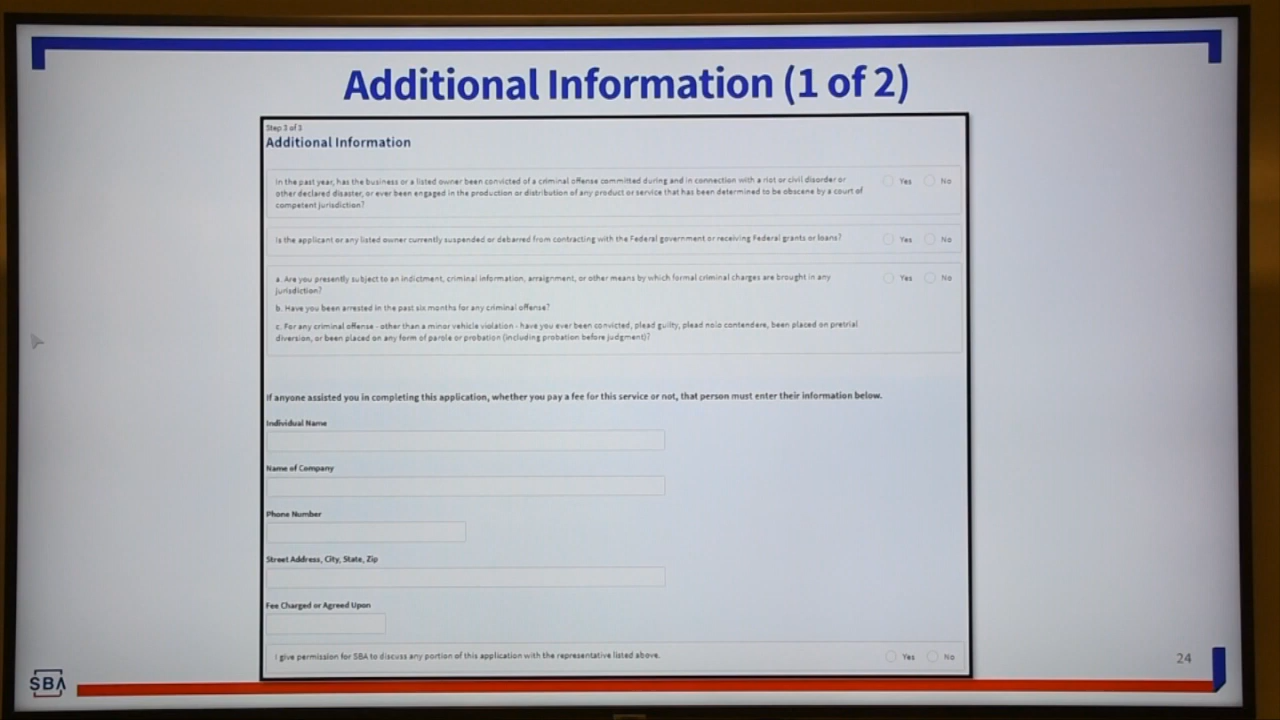 Additional Information (1 of 2)
Step 3 of 3
Additional Information
In the past year, has the business or a listed owner been convicted of a criminal offense committed during and in connection with a riot or civil disorder or
other declared disaster, or ever been engaged in the production or distribution of any product or service that has been determined to be obscene by a court of
competent jurisdiction?
Yes No
Is the applicant or any listed owner currently suspended or debarred from contracting with the Federal government or receiving Federal grants or loans?
Yes No
a. Are you presently subject to an indictment, criminal information, arraignment, or other means by which formal criminal charges are brought in any
jurisdiction?
Yes No
b. Have you been arrested in the past six months for any criminal offense?
c. For any criminal offense - other than a minor vehicle violation - have you ever been convicted, plead guilty, plead nolo contendere, been placed on pretrial
diversion, or been placed on any form of parole or probation (including probation before judgment)?
If anyone assisted you in completing this application, whether you pay a fee for this service or not, that person must enter their information below.
Individual Name
Name of Company
Phone Number
Street Address, City, State, Zip
Fee Charged or Agreed Upon
I give permission for SBA to discuss any portion of this application with the representative listed above.
Yes No
24
SBA